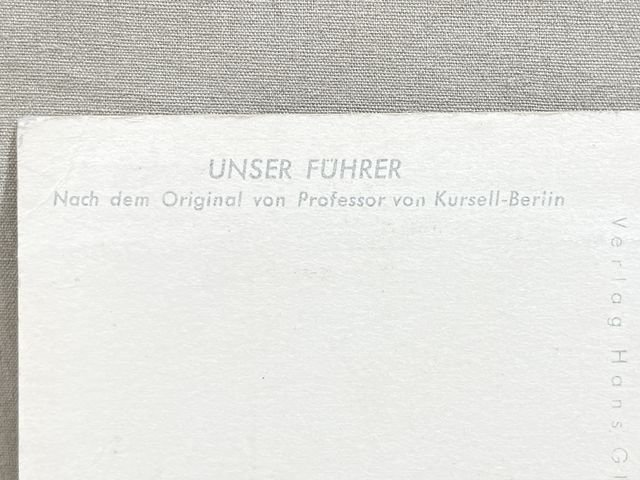 UNSER FÜHRER
Nach dem Original von Professor von Kursell-Berlin
Verlag Hans